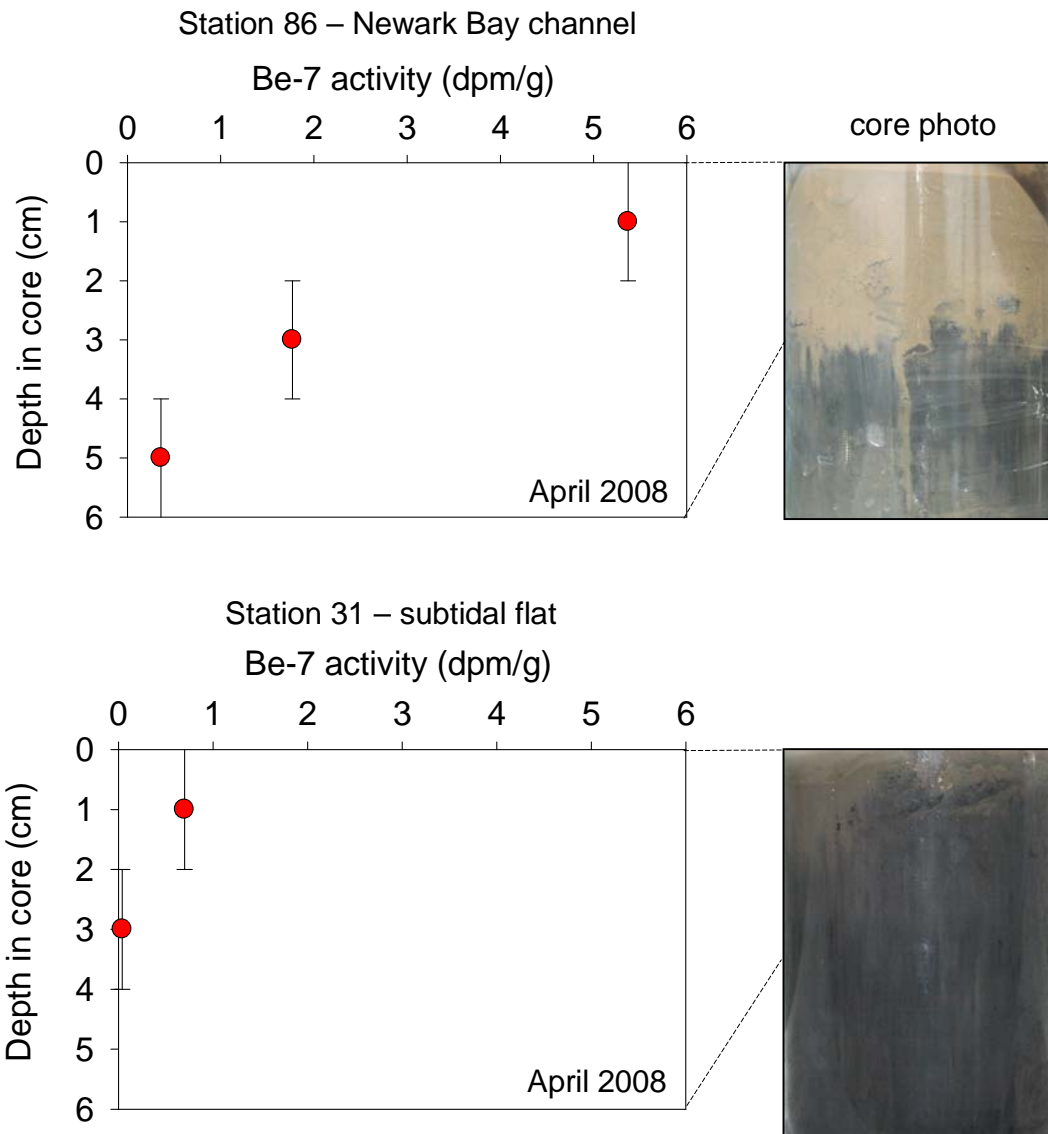 Station 86 – Newark Bay channel
Be-7 activity (dpm/g)
0 1 2 3 4 5 6
core photo
Depth in core (cm)
0
1
2
3
4
5
6
April 2008
Station 31 – subtidal flat
Be-7 activity (dpm/g)
0 1 2 3 4 5 6
Depth in core (cm)
0
1
2
3
4
5
6
April 2008